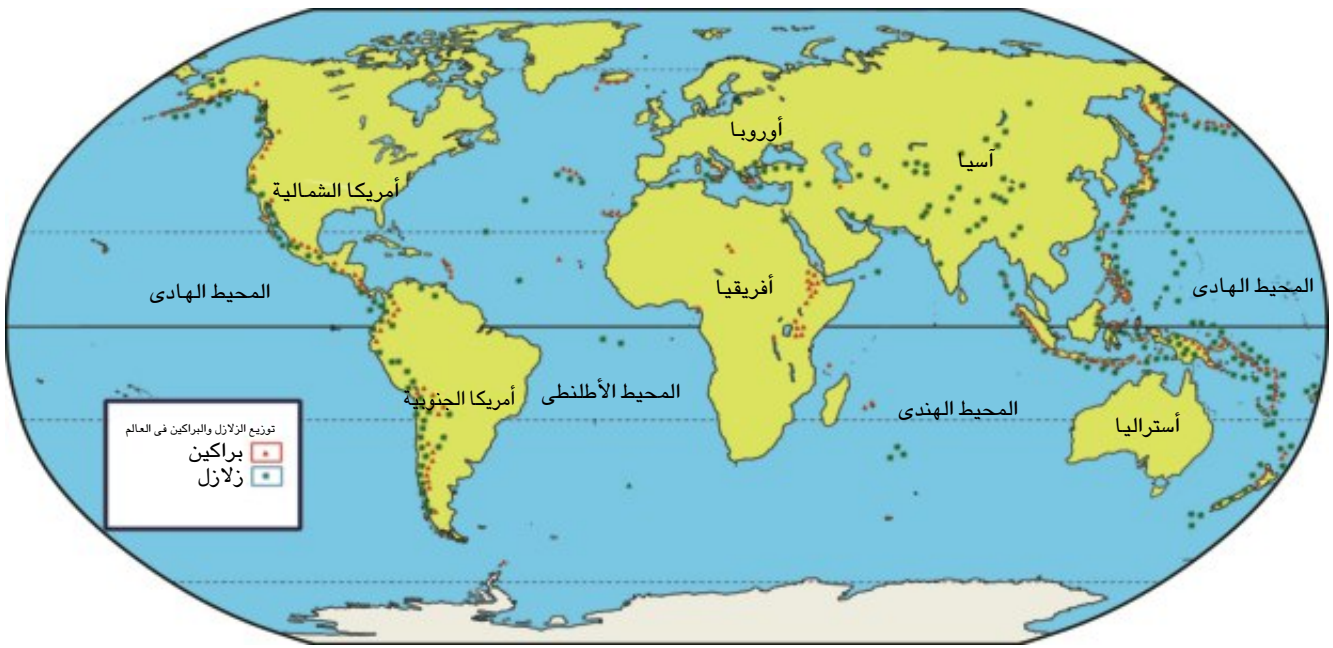 أوروبا
آسيا
أمريكا الشمالية
المحيط الهادى
أفريقيا
المحيط الهادى
أمريكا الجنوبية
المحيط الأطلنطى
المحيط الهندى
أستراليا
توزيع الزلازل والبراكين فى العالم
براكين
زلازل